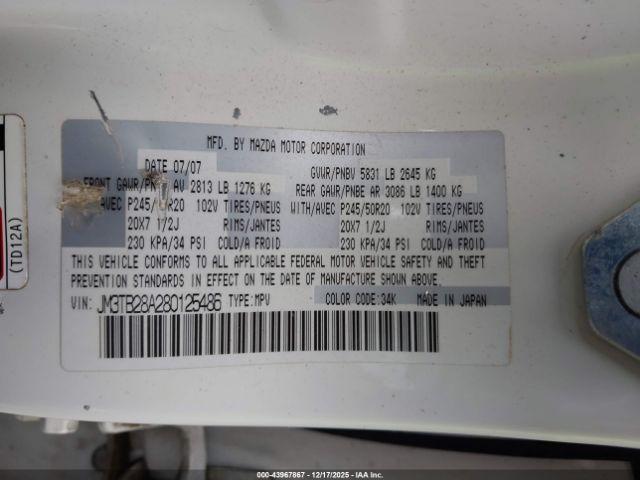 MFD. BY MAZDA MOTOR CORPORATION
DATE 07/07 GVWR/PNBV 5831 LB 2645 KG
FRONT GAWR/ AV 2813 LB 1276 KG REAR GAWR/PNBE AR 3086 LB 1400 KG
AVEC P245/ R20 102V TIRES/PNEUS WITH/AVEC P245/50R20 102V TIRES/PNEUS
20X7 1/2J RIMS/JANTES 20X7 1/2J RIMS/JANTES
230 KPA/34 PSI COLD/A FROID 230 KPA/34 PSI COLD/A FROID
THIS VEHICLE CONFORMS TO ALL APPLICABLE FEDERAL MOTOR VEHICLE SAFETY AND THEFT
PREVENTION STANDARDS IN EFFECT ON THE DATE OF MANUFACTURE SHOWN ABOVE.
VIN: JM3TB28A280125486 TYPE:MPV COLOR CODE:34K MADE IN JAPAN
(TD12A)
000-43967867 - 12/17/2025 - IAAI.COM